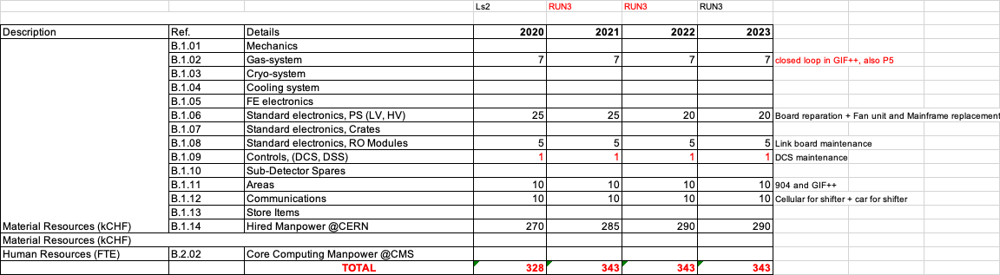 Ls2 RUN3 RUN3 RUN3
Description Ref. Details 2020 2021 2022 2023
B.1.01 Mechanics
B.1.02 Gas-system 7 7 7 7 closed loop in GIF++, also P5
B.1.03 Cryo-system
B.1.04 Cooling system
B.1.05 FE electronics
B.1.06 Standard electronics, PS (LV, HV) 25 25 20 20 Board reparation + Fan unit and Mainframe replacement
B.1.07 Standard electronics, Crates
B.1.08 Standard electronics, RO Modules 5 5 5 5 Link board maintenance
B.1.09 Controls, (DCS, DSS) 1 1 1 1 DCS maintenance
B.1.10 Sub-Detector Spares
B.1.11 Areas 10 10 10 10 904 and GIF++
B.1.12 Communications 10 10 10 10 Cellular for shifter + car for shifter
B.1.13 Store Items
Material Resources (kCHF) B.1.14 Hired Manpower @CERN 270 285 290 290
Material Resources (kCHF)
Human Resources (FTE) B.2.02 Core Computing Manpower @CMS
TOTAL 328 343 343 343